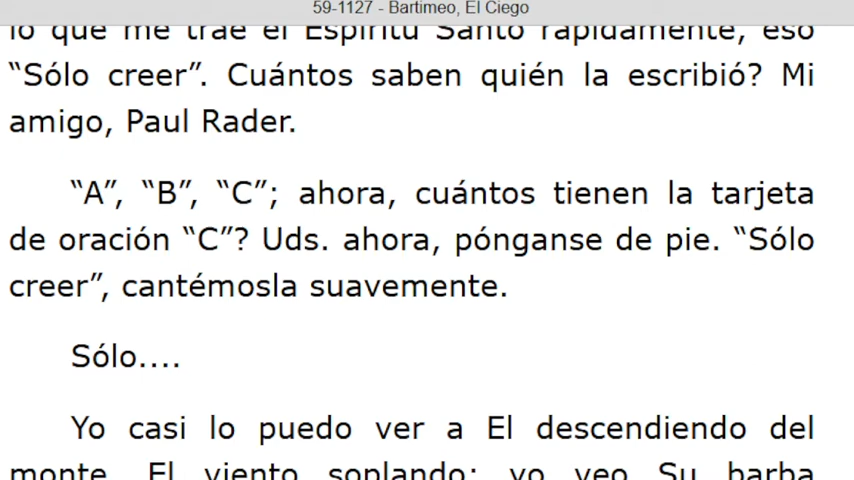 59-1127 - Bartimeo, El Ciego
lo que me trae el Espíritu Santo rápidamente, eso
“Sólo creer”. Cuántos saben quién la escribió? Mi
amigo, Paul Rader.
“A”, “B”, “C”; ahora, cuántos tienen la tarjeta
de oración “C”? Uds. ahora, pónganse de pie. “Sólo
creer”, cantémosla suavemente.
Sólo....
Yo casi lo puedo ver a El descendiendo del
monte. El viento soplando; yo veo Su barba